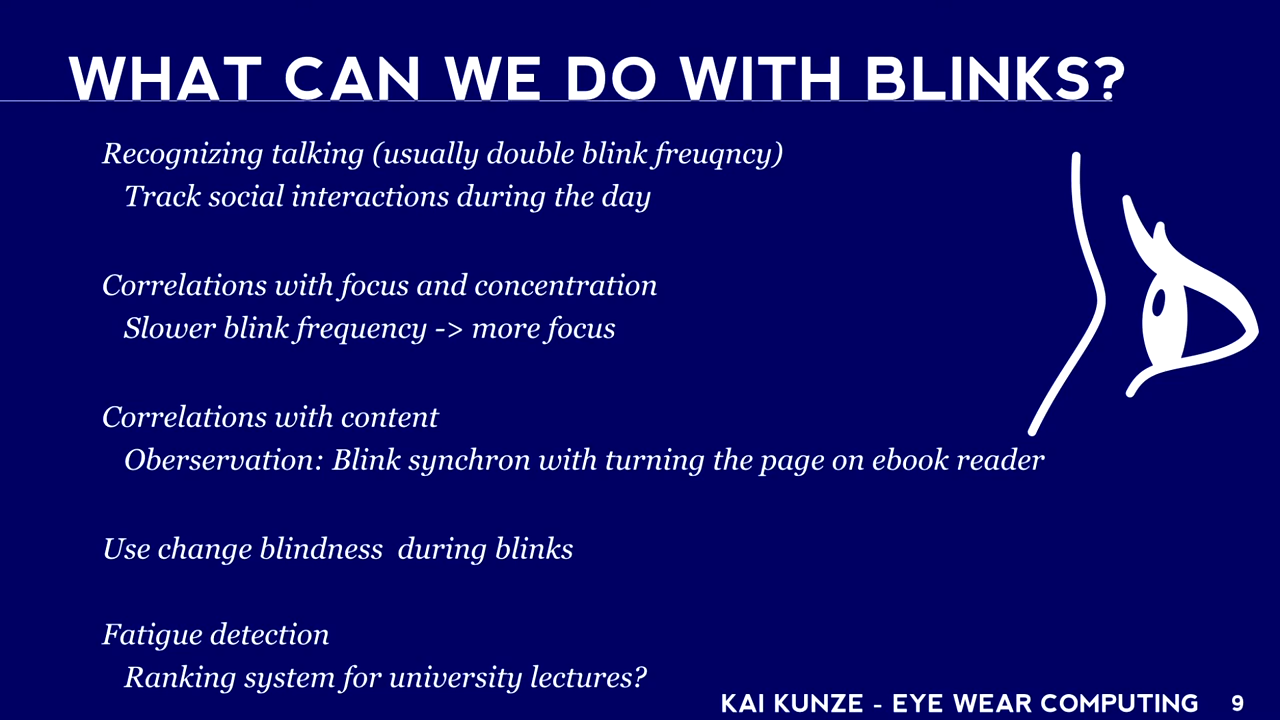 WHAT CAN WE DO WITH BLINKS?
Recognizing talking (usually double blink freuqncy)
Track social interactions during the day
Correlations with focus and concentration
Slower blink frequency -> more focus
Correlations with content
Oberservation: Blink synchron with turning the page on ebook reader
Use change blindness  during blinks
Fatigue detection
Ranking system for university lectures?
KAI KUNZE - EYE WEAR COMPUTING 9